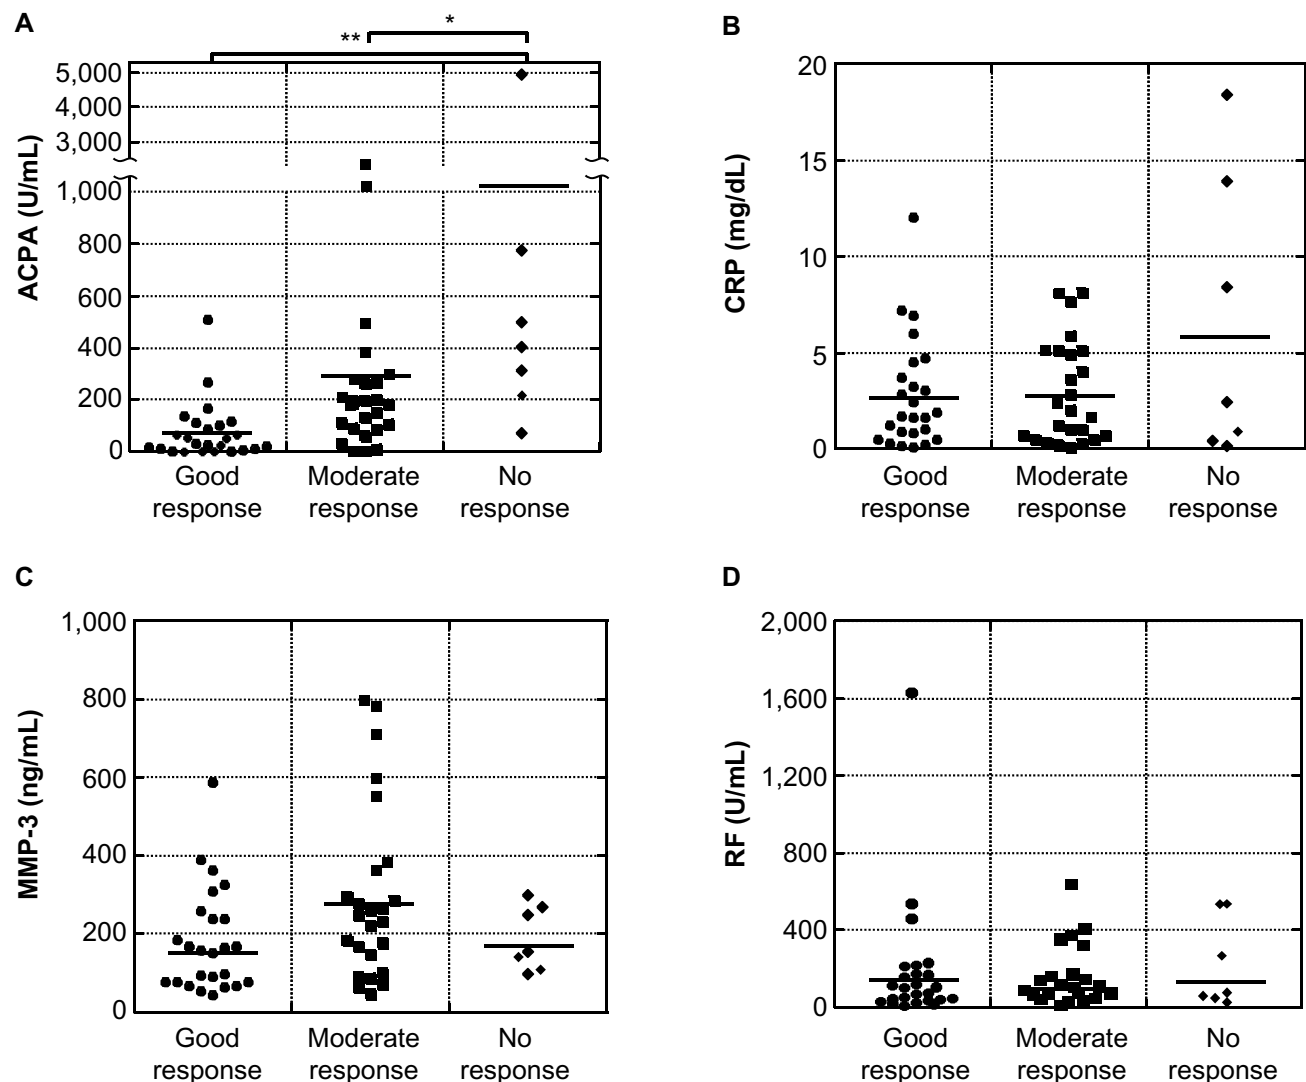 A
*
**
5,000
4,000
3,000
1,000
800
600
400
200
0
ACPA (U/mL)
Good response
Moderate response
No response
B
20
15
10
5
0
CRP (mg/dL)
Good response
Moderate response
No response
C
1,000
800
600
400
200
0
MMP-3 (ng/mL)
Good response
Moderate response
No response
D
2,000
1,600
1,200
800
400
0
RF (U/mL)
Good response
Moderate response
No response